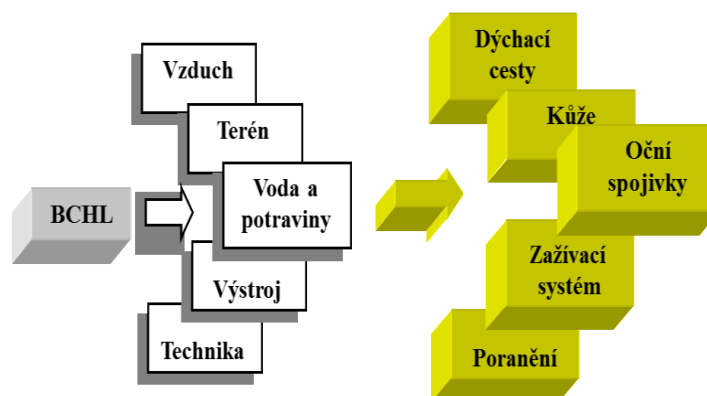 BCHL
Vzduch
Terén
Voda a
potraviny
Výstroj
Technika
Dýchací
cesty
Kůže
Oční
spojivky
Zažívací
systém
Poranění